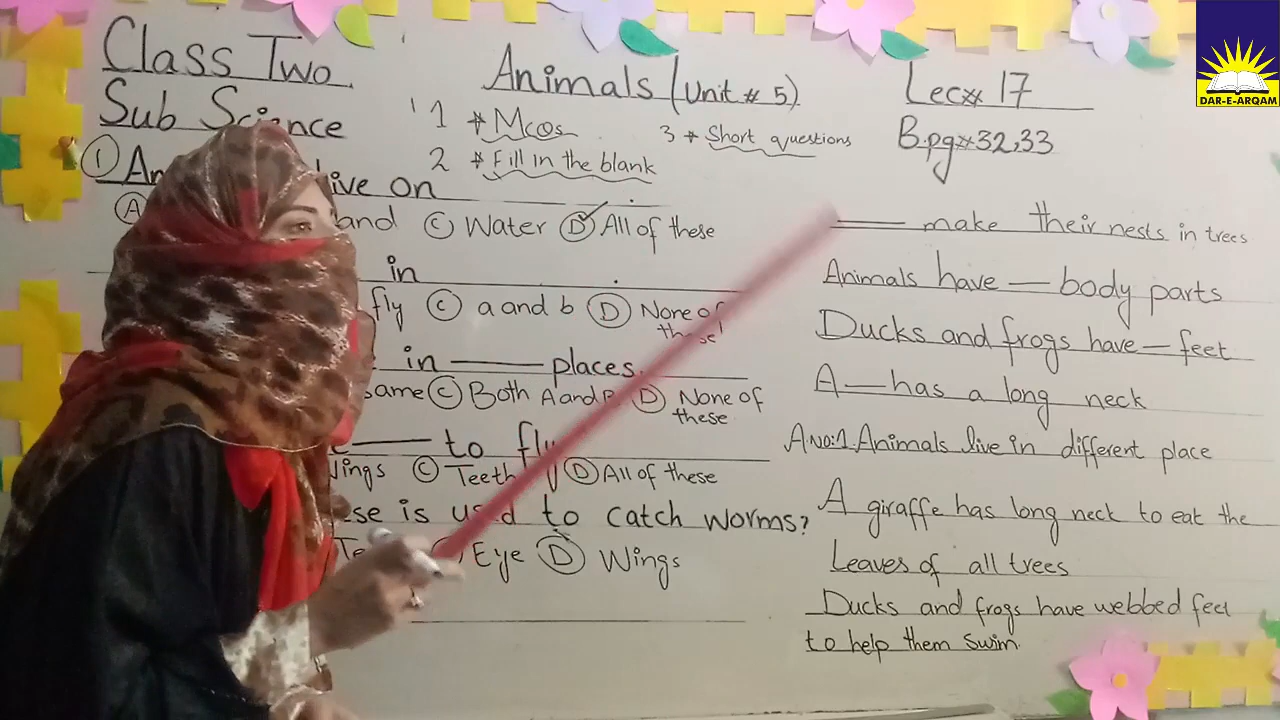 Class Two
Sub Science
Animals (Unit # 5)
1 * Mcqs
2 * Fill in the blank
3 * Short questions
Lec# 17
B.pg#32,33
DAR-E-ARQAM
① An ive on
Ⓐ and Ⓒ Water Ⓓ All of these
in
fly Ⓒ a and b Ⓓ None of these
in —— places.
same Ⓒ Both A and B Ⓓ None of these
—— to fly
ings Ⓒ Teeth Ⓓ All of these
se is used to catch worms?
Te Eye Ⓓ Wings
—— make their nests in trees
Animals have — body parts
Ducks and frogs have — feet
A — has a long neck
A no:1. Animals live in different place
A giraffe has long neck to eat the
Leaves of all trees
Ducks and frogs have webbed feet
to help them swim.